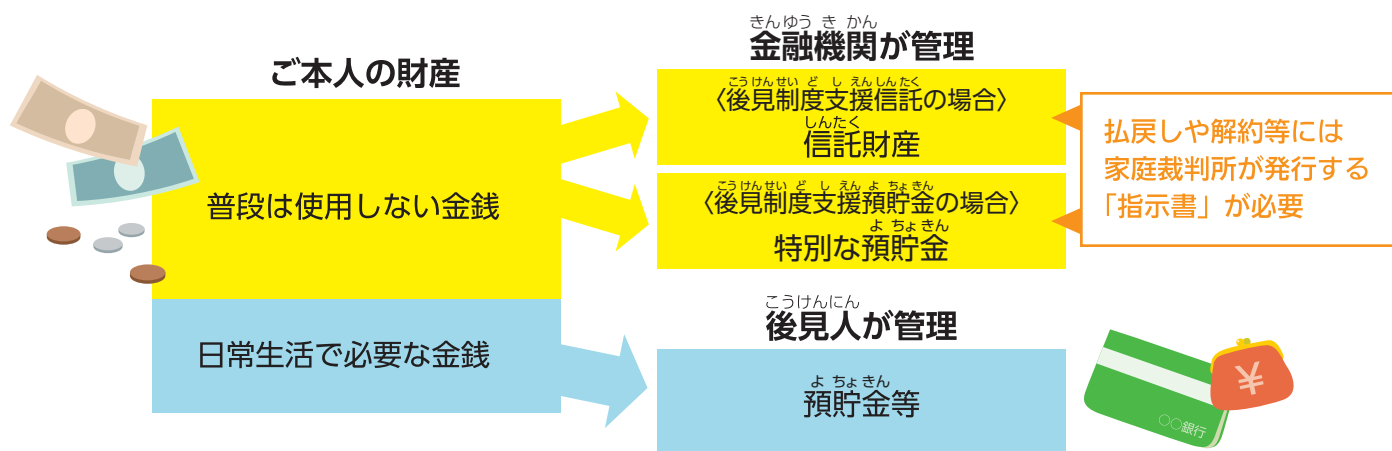 ご本人の財産
普段は使用しない金銭
日常生活で必要な金銭
きんゆうきかん
金融機関が管理
こうけんせいどしえんしんたく
〈後見制度支援信託の場合〉
しんたく
信託財産
こうけんせいどしえんよちょきん
〈後見制度支援預貯金の場合〉
よちょきん
特別な預貯金
払戻しや解約等には
家庭裁判所が発行する
「指示書」が必要
こうけんにん
後見人が管理
よちょきん
預貯金等
¥
○○銀行